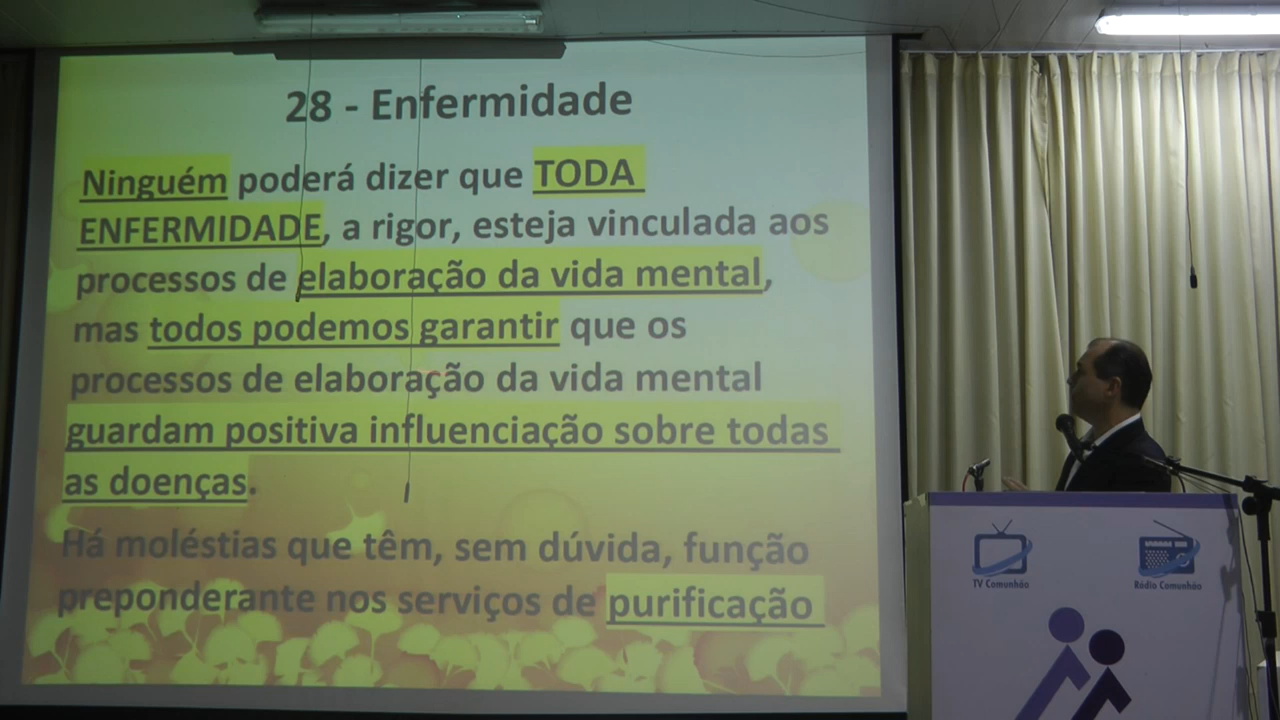 28 - Enfermidade
Ninguém poderá dizer que TODA
ENFERMIDADE, a rigor, esteja vinculada aos
processos de elaboração da vida mental,
mas todos podemos garantir que os
processos de elaboração da vida mental
guardam positiva influenciação sobre todas
as doenças.
Há moléstias que têm, sem dúvida, função
preponderante nos serviços de purificação
TV Comunhão
Rádio Comunhão